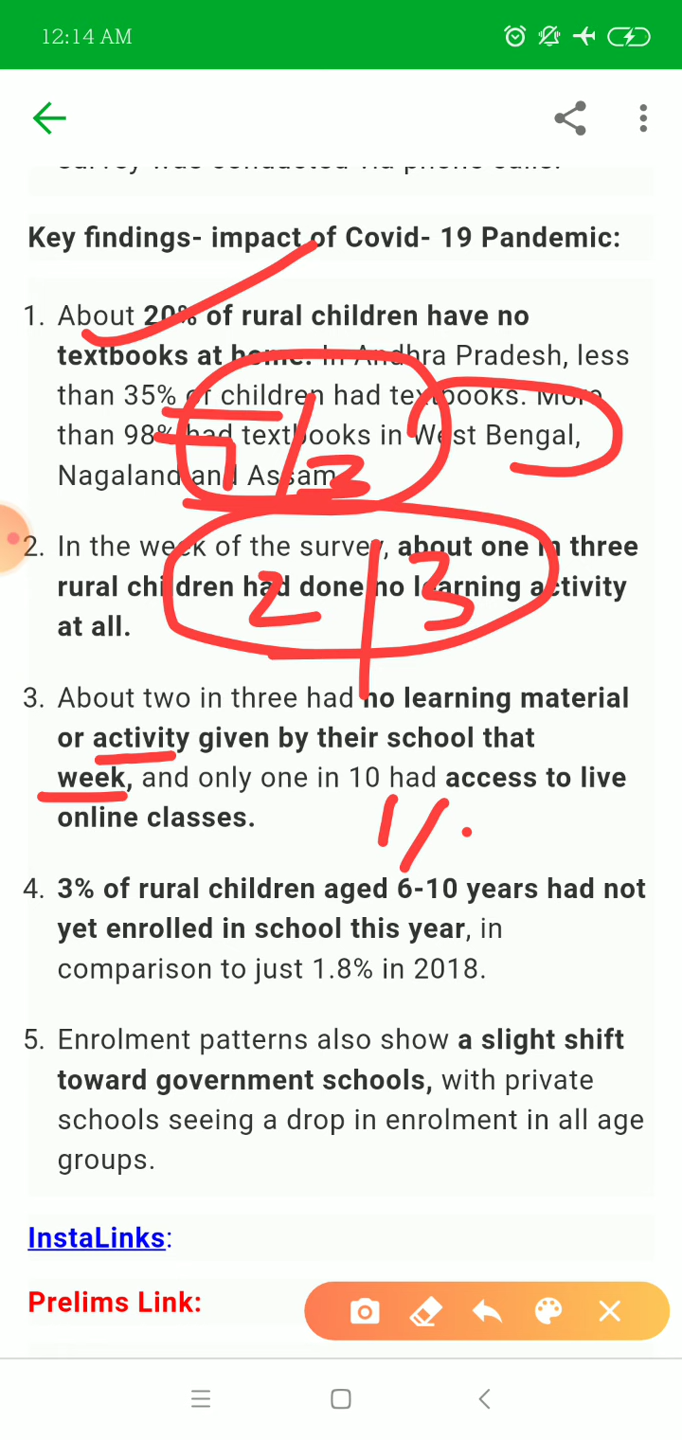 12:14 AM
Key findings- impact of Covid- 19 Pandemic:
1. About 20% of rural children have no
textbooks at home. In Andhra Pradesh, less
than 35% of children had textbooks. More
than 98% had textbooks in West Bengal,
Nagaland and Assam.
2. In the week of the survey, about one in three
rural children had done no learning activity
at all.
2/3
3. About two in three had no learning material
or activity given by their school that
week, and only one in 10 had access to live
online classes.
4. 3% of rural children aged 6-10 years had not
yet enrolled in school this year, in
comparison to just 1.8% in 2018.
5. Enrolment patterns also show a slight shift
toward government schools, with private
schools seeing a drop in enrolment in all age
groups.
InstaLinks:
Prelims Link: